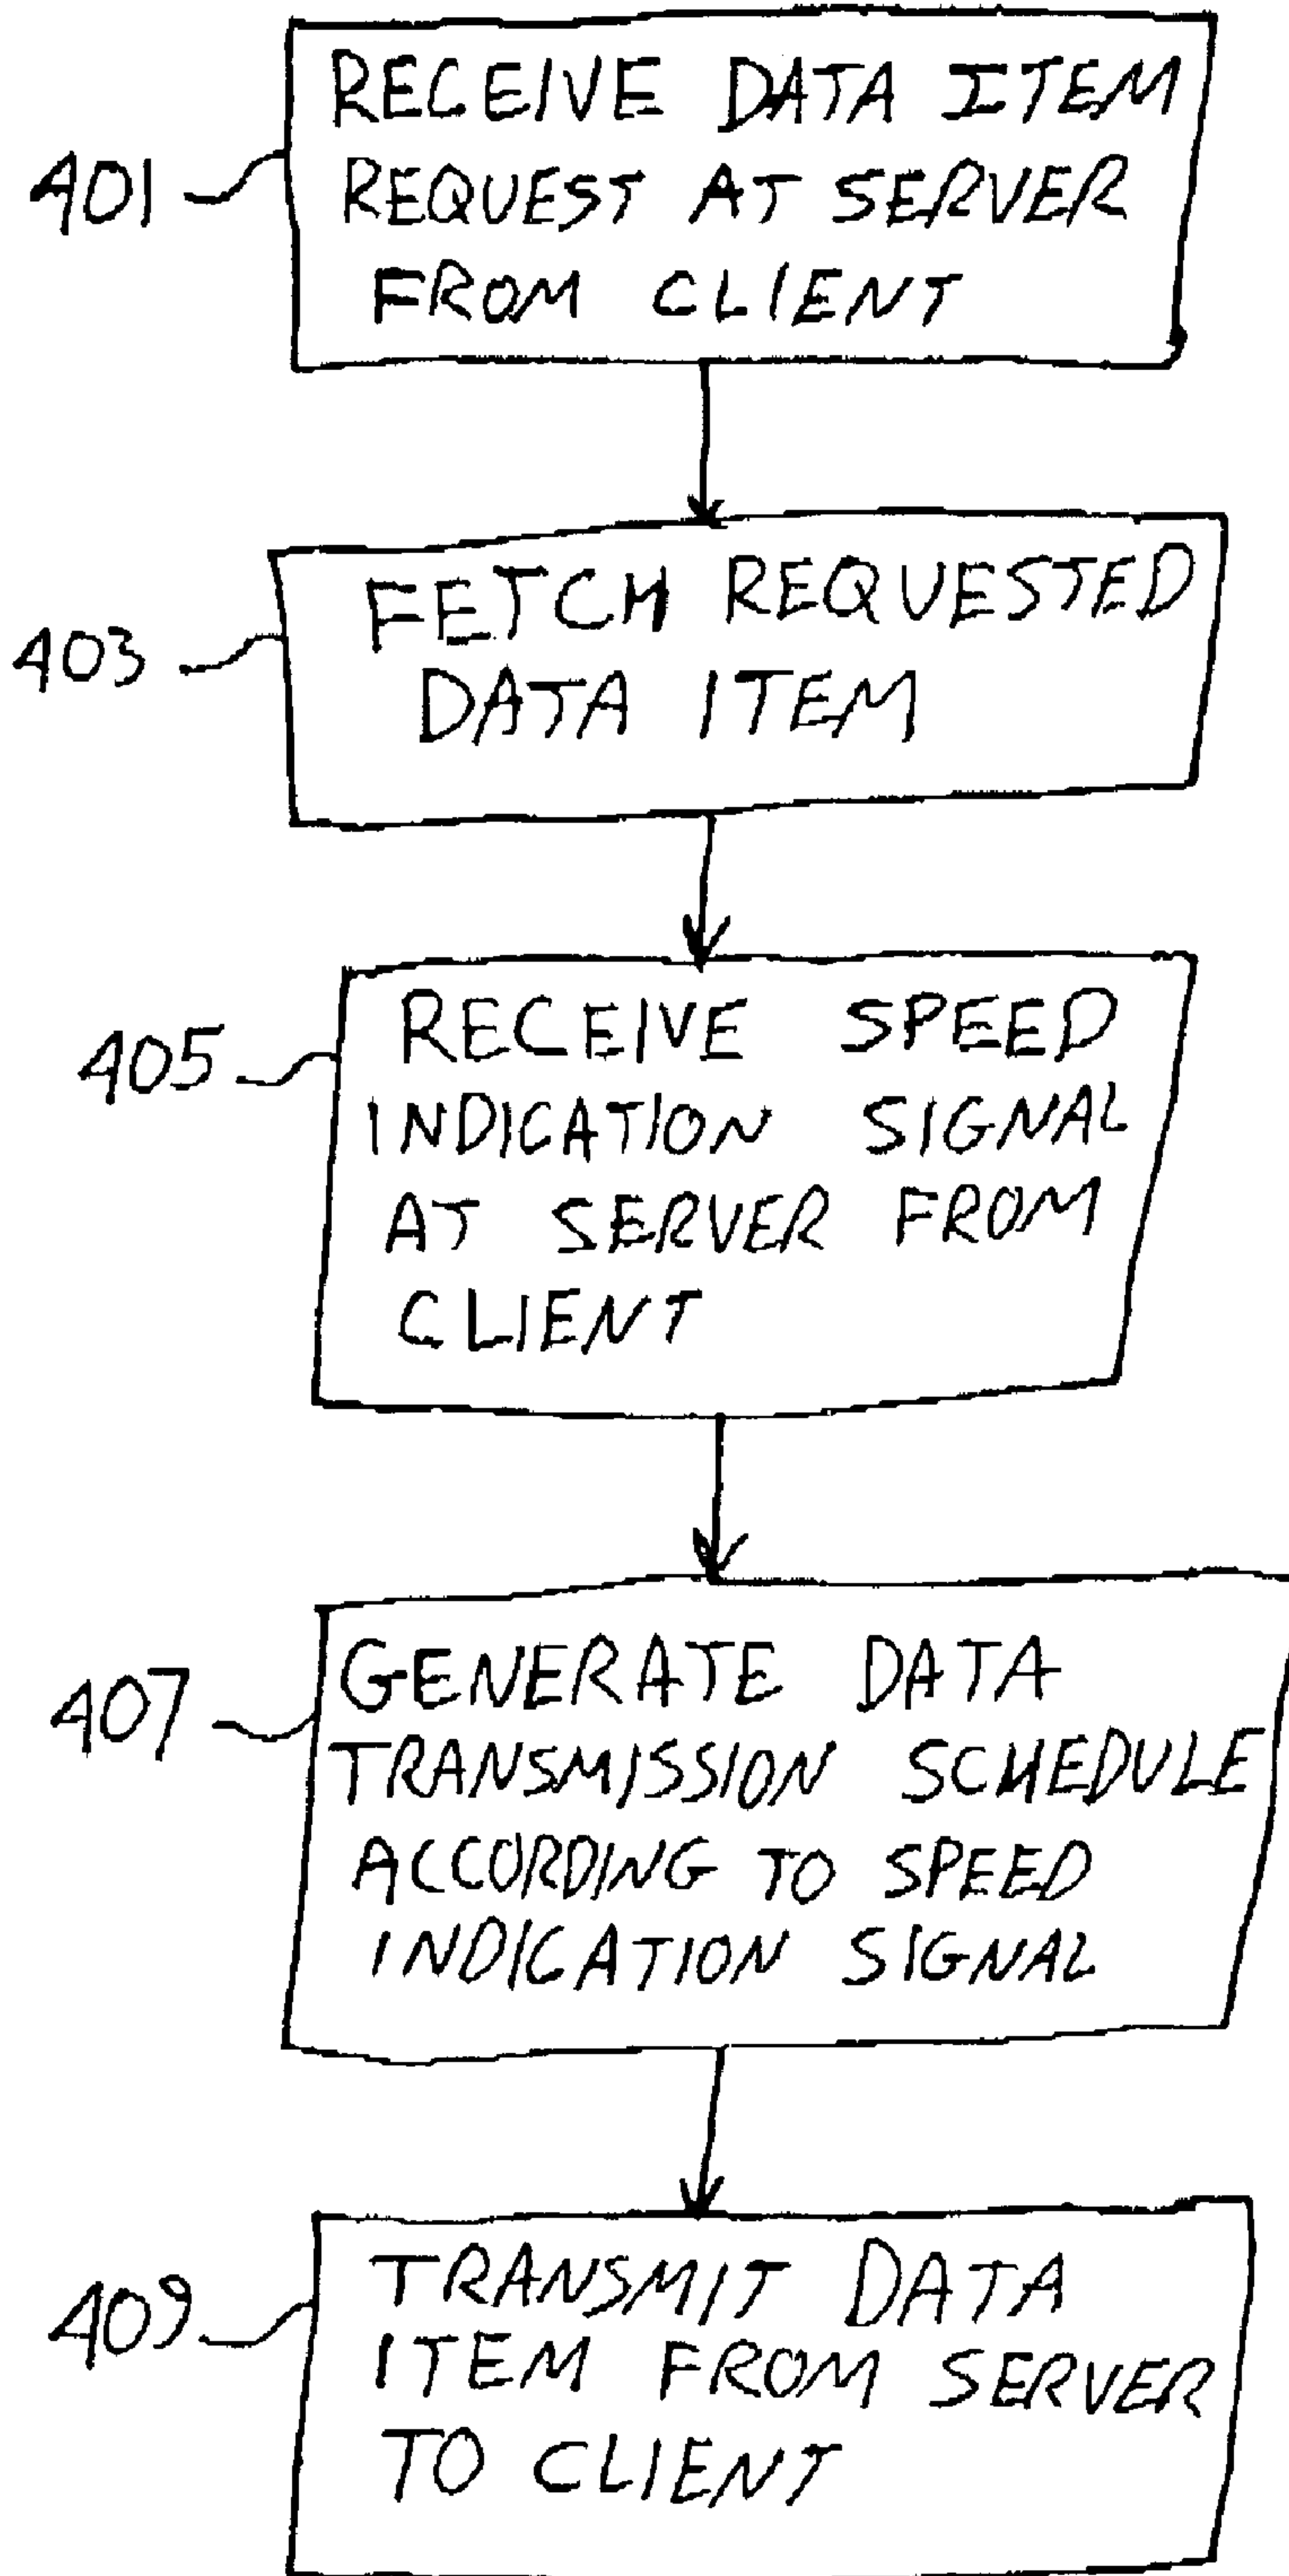 RECEIVE DATA ITEM
401
REQUEST AT SERVER
FROM CLIENT
FETCH REQUESTED
403
DATA ITEM
RECEIVE SPEED
405
INDICATION SIGNAL
AT SERVER FROM
CLIENT
GENERATE DATA
407
TRANSMISSION SCHEDULE
ACCORDING TO SPEED
INDICATION SIGNAL
TRANSMIT DATA
409
ITEM FROM SERVER
TO CLIENT